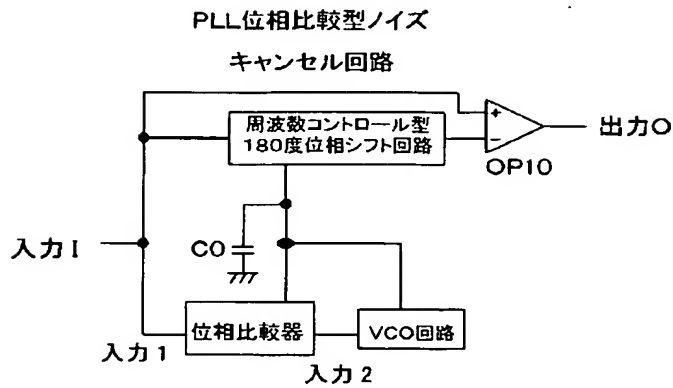 PLL位相比較型ノイズ
キャンセル回路
周波数コントロール型
180度位相シフト回路
+
−
出力O
OP10
入力I
C0
位相比較器
VCO回路
入力1
入力2